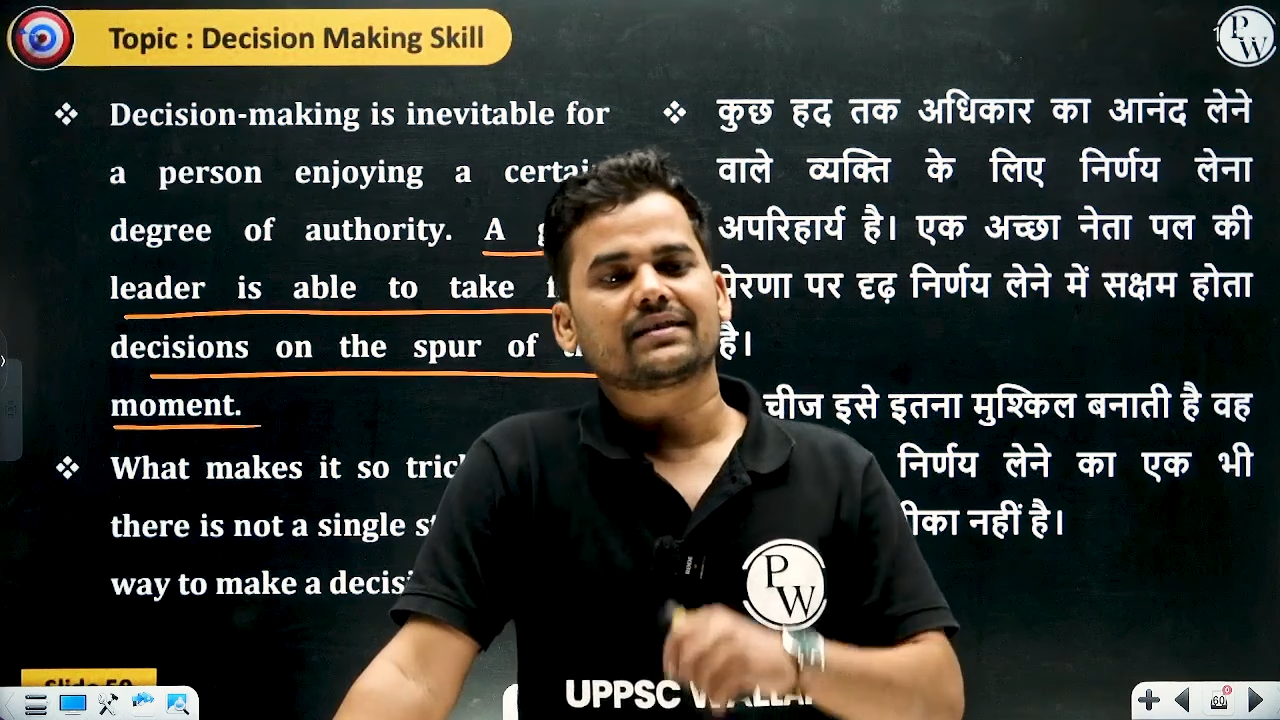 Topic : Decision Making Skill
PW
Decision-making is inevitable for
a person enjoying a
degree of authority. A
leader is able to take
decisions on the spur of
moment.
What makes it so
there is not a single
way to make a
कुछ हद तक अधिकार का आनंद लेने
वाले व्यक्ति के लिए निर्णय लेना
अपरिहार्य है। एक अच्छा नेता पल की
पर दृढ़ निर्णय लेने में सक्षम होता
है।
चीज इसे इतना मुश्किल बनाती है वह
निर्णय लेने का एक भी
नहीं है।
PW
UPPSC
60